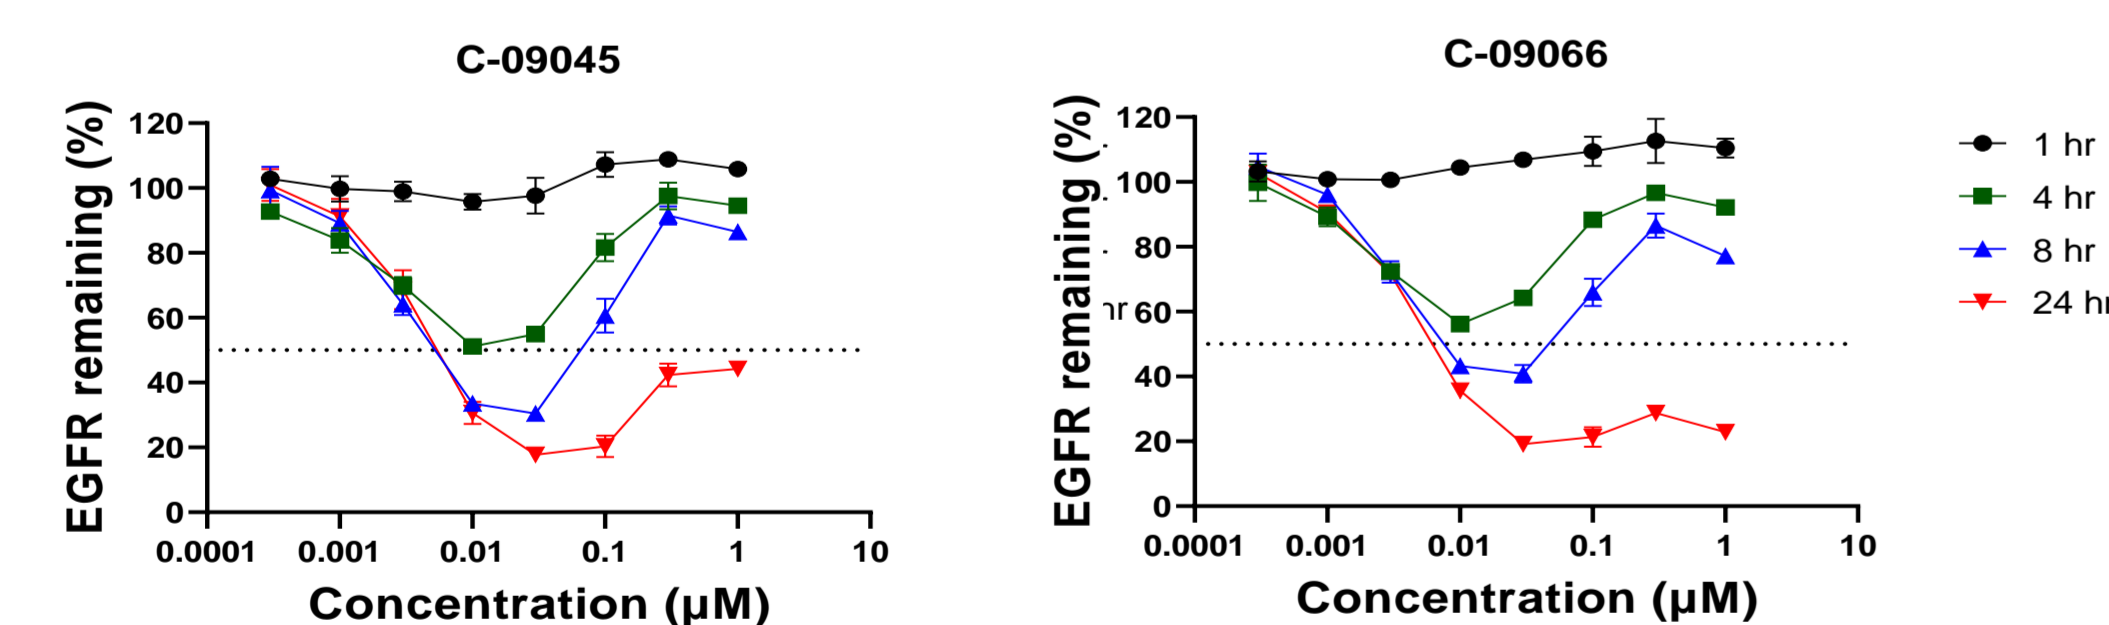 C-09045
EGFR remaining (%)
120
100
80
60
40
20
0
0.0001 0.001 0.01 0.1 1 10
Concentration (µM)
C-09066
EGFR remaining (%)
120
100
80
hr 60
40
20
0
0.0001 0.001 0.01 0.1 1 10
Concentration (µM)
1 hr
4 hr
8 hr
24 hr